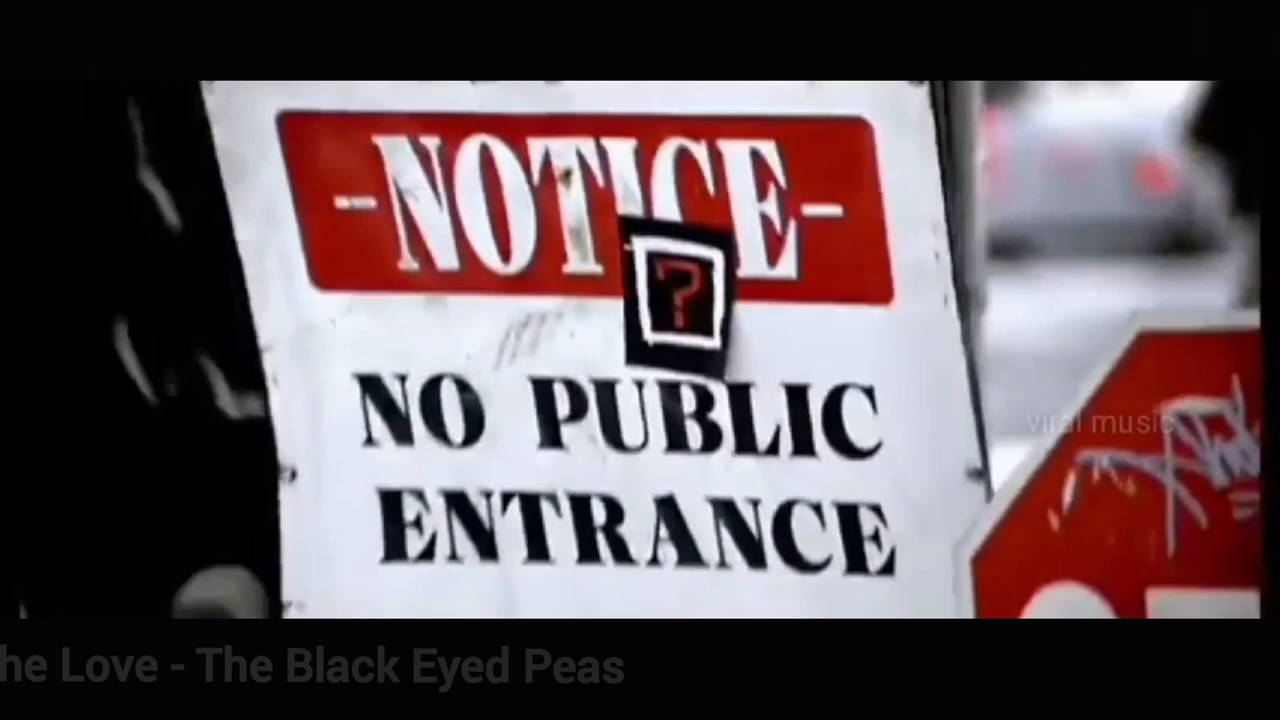 -NOTICE-
?
NO PUBLIC
ENTRANCE
viral music
he Love - The Black Eyed Peas